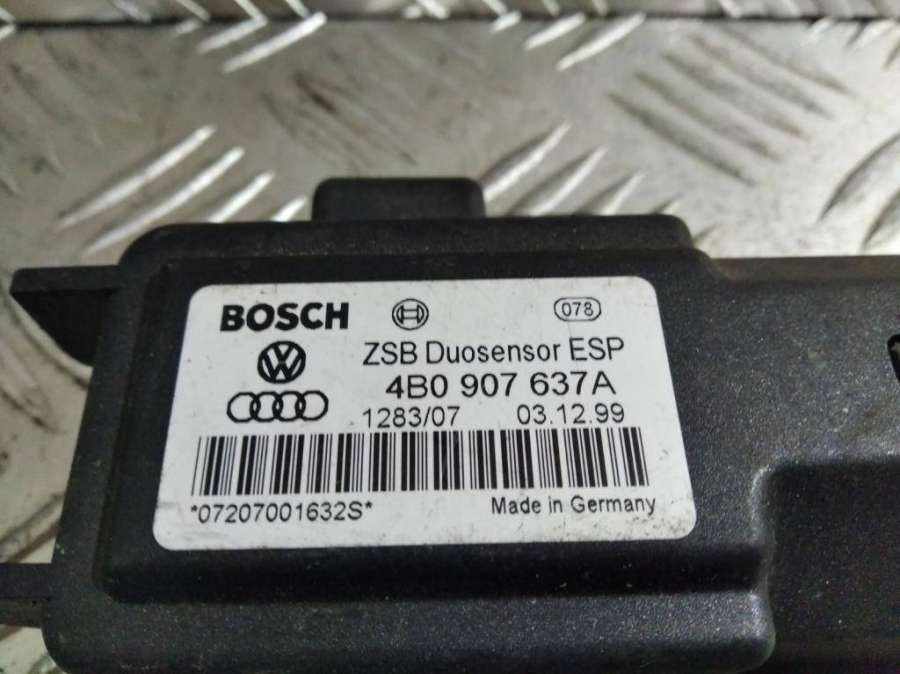 BOSCH
078
ZSB Duosensor ESP
4B0 907 637A
1283/07 03.12.99
*07207001632S*
Made in Germany